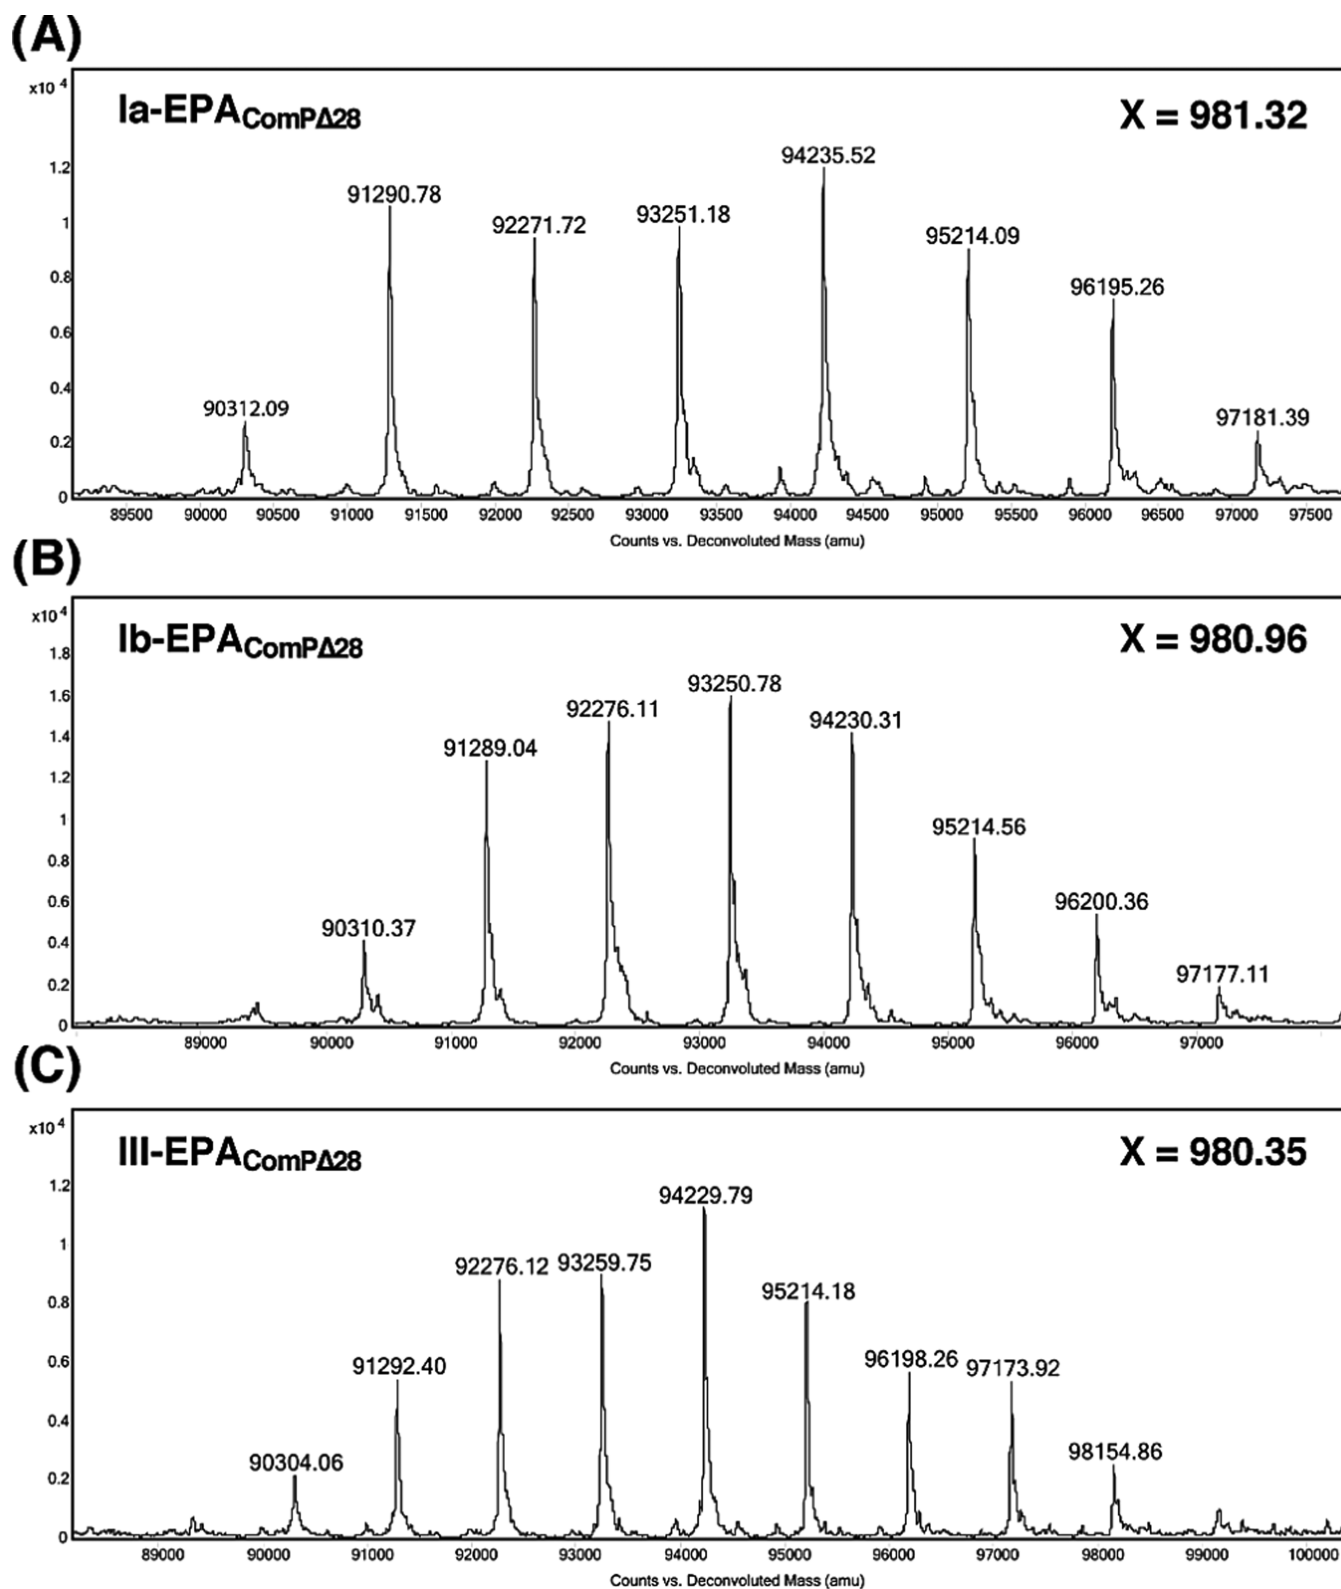 (A)
x10 4
Ia-EPAComPΔ28
X = 981.32
94235.52
91290.78
93251.18
92271.72
95214.09
96195.26
90312.09
97181.39
1.2
1
0.8
0.6
0.4
0.2
0
89500 90000 90500 91000 91500 92000 92500 93000 93500 94000 94500 95000 95500 96000 96500 97000 97500
Counts vs. Deconvoluted Mass (amu)
(B)
x10 4
Ib-EPAComPΔ28
X = 980.96
93250.78
92276.11
94230.31
91289.04
95214.56
96200.36
90310.37
97177.11
1.8
1.6
1.4
1.2
1
0.8
0.6
0.4
0.2
0
89000 90000 91000 92000 93000 94000 95000 96000 97000
Counts vs. Deconvoluted Mass (amu)
(C)
x10 4
III-EPAComPΔ28
X = 980.35
94229.79
92276.12 93259.75
95214.18
91292.40
96198.26 97173.92
90304.06
98154.86
1.2
1
0.8
0.6
0.4
0.2
0
89000 90000 91000 92000 93000 94000 95000 96000 97000 98000 99000 100000
Counts vs. Deconvoluted Mass (amu)